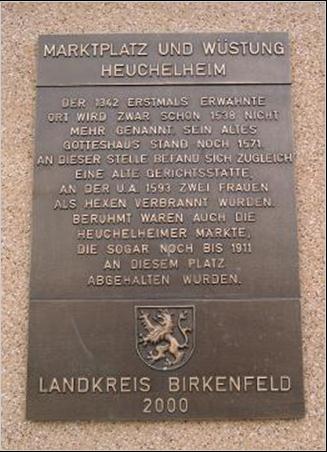 MARKTPLATZ UND WÜSTUNG
HEUCHELHEIM
DER 1342 ERSTMALS ERWÄHNTE
ORT WIRD ZWAR SCHON 1538 NICHT
MEHR GENANNT. SEIN ALTES
GOTTESHAUS STAND NOCH 1571.
AN DIESER STELLE BEFAND SICH ZUGLEICH
EINE ALTE GERICHTSSTÄTTE,
AN DER U.A. 1593 ZWEI FRAUEN
ALS HEXEN VERBRANNT WURDEN.
BERÜHMT WAREN AUCH DIE
HEUCHELHEIMER MÄRKTE,
DIE SOGAR NOCH BIS 1911
AN DIESEM PLATZ
ABGEHALTEN WURDEN.
LANDKREIS BIRKENFELD
2000